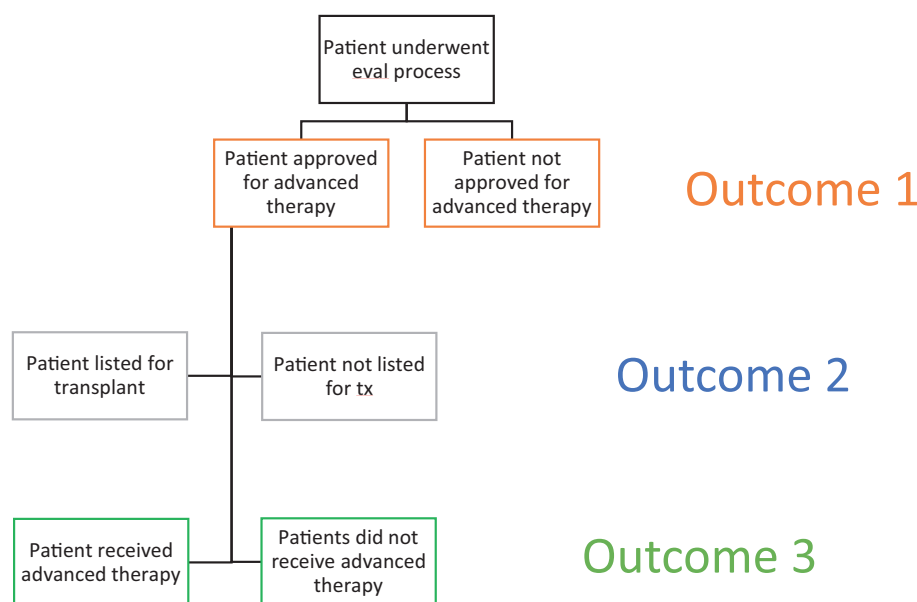 Patient underwent
eval process
Patient approved
for advanced
therapy
Patient not
approved for
advanced therapy
Outcome 1
Patient listed for
transplant
Patient not listed
for tx
Outcome 2
Patient received
advanced therapy
Patients did not
receive advanced
therapy
Outcome 3